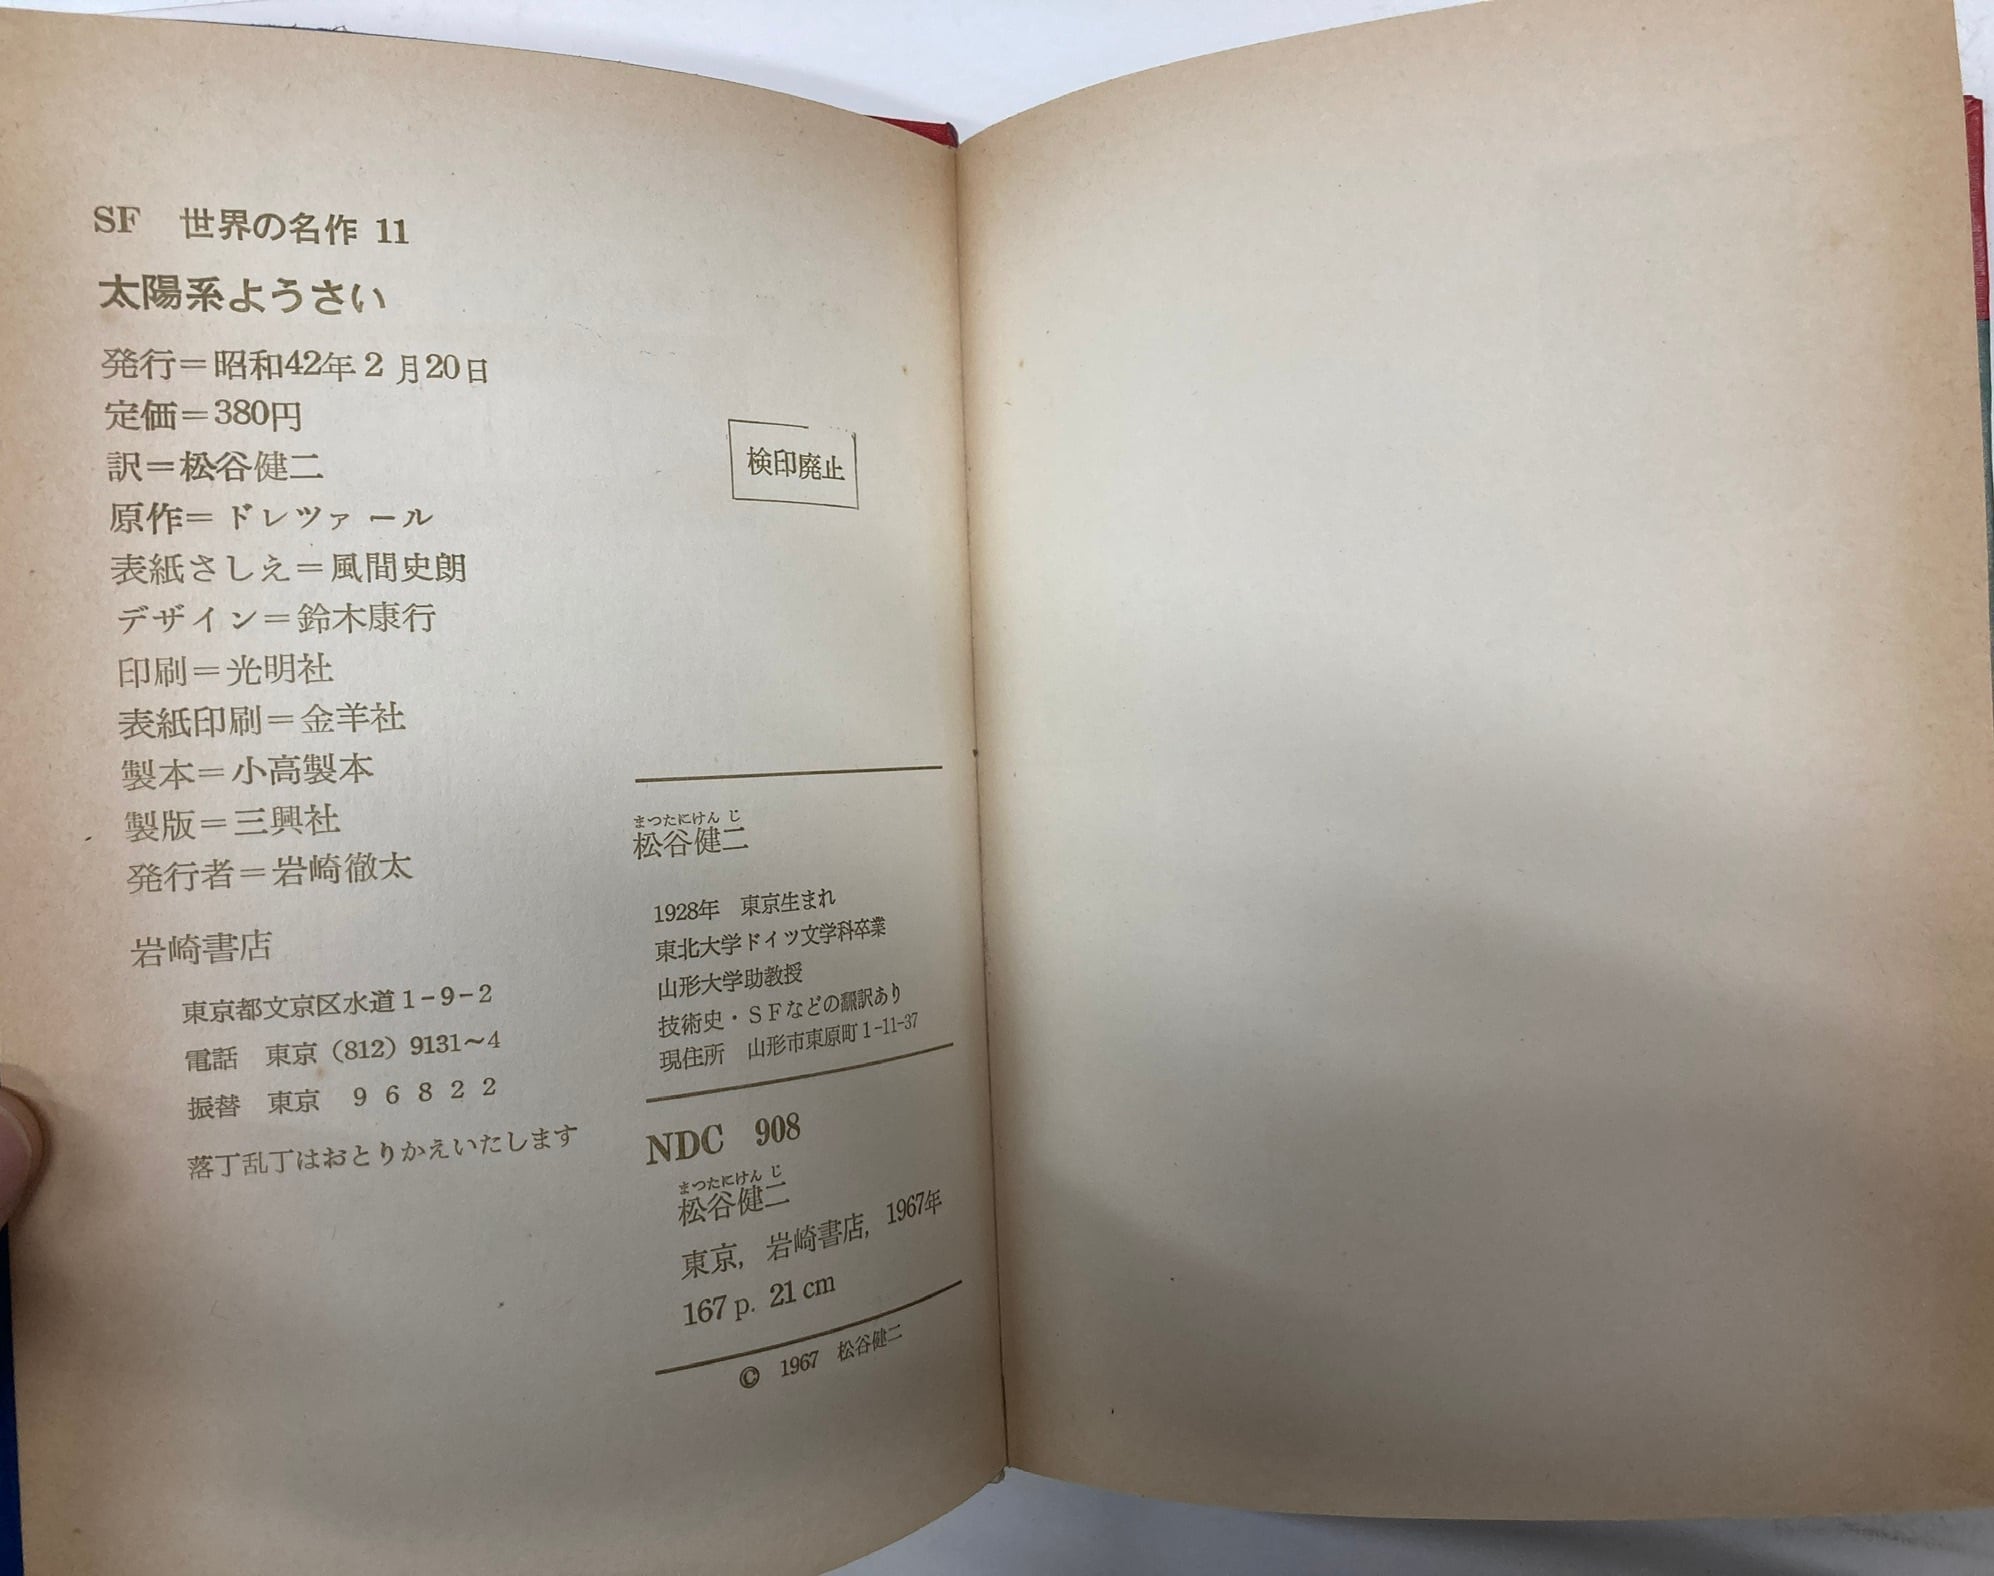 SF 世界の名作 11
太陽系ようさい
発行＝昭和42年2月20日
定価＝380円
訳＝松谷健二
原作＝ドレツァール
表紙さしえ＝風間史朗
デザイン＝鈴木康行
印刷＝光明社
表紙印刷＝金羊社
製本＝小高製本
製版＝三興社
発行者＝岩崎徹太
岩崎書店
東京都文京区水道1-9-2
電話 東京（812）9131〜4
振替 東京 96822
落丁乱丁はおとりかえいたします
検印廃止
まつたにけんじ
松谷健二
1928年 東京生まれ
東北大学ドイツ文学科卒業
山形大学助教授
技術史・SFなどの翻訳あり
現住所 山形市東原町1-11-37
NDC 908
まつたにけんじ
松谷健二
東京, 岩崎書店, 1967年
167 p. 21 cm
© 1967 松谷健二